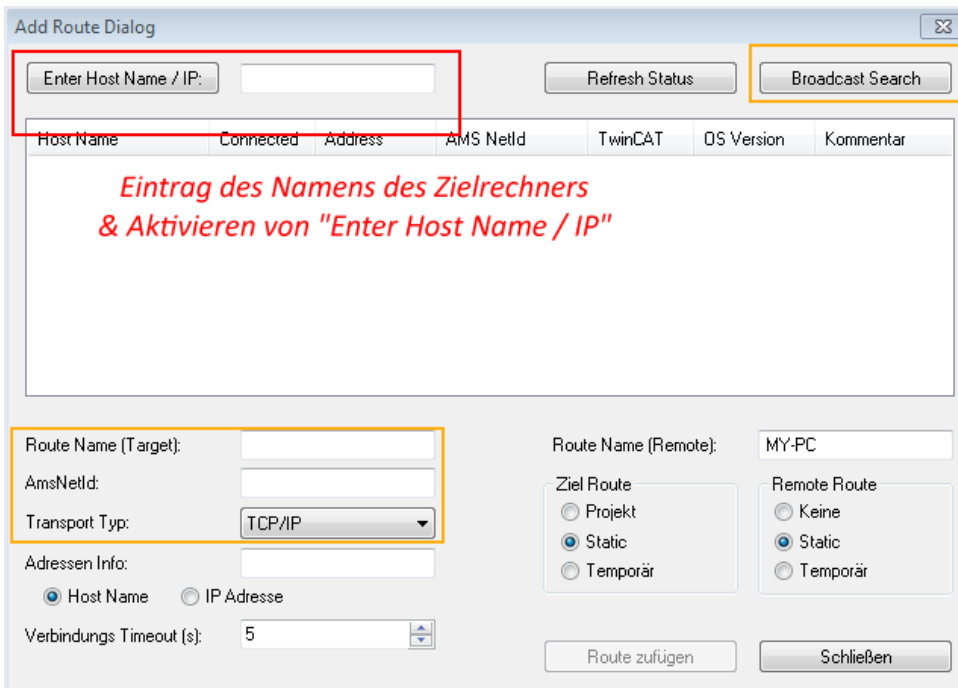 Add Route Dialog
Enter Host Name / IP:
Refresh Status
Broadcast Search
Host Name Connected Address AMS NetId TwinCAT OS Version Kommentar
Eintrag des Namens des Zielrechners
& Aktivieren von "Enter Host Name / IP"
Route Name (Target):
AmsNetId:
Transport Typ: TCP/IP
Adressen Info:
Host Name IP Adresse
Verbindungs Timeout (s): 5
Route Name (Remote): MY-PC
Ziel Route
Projekt
Static
Temporär
Remote Route
Keine
Static
Temporär
Route zufügen
Schließen